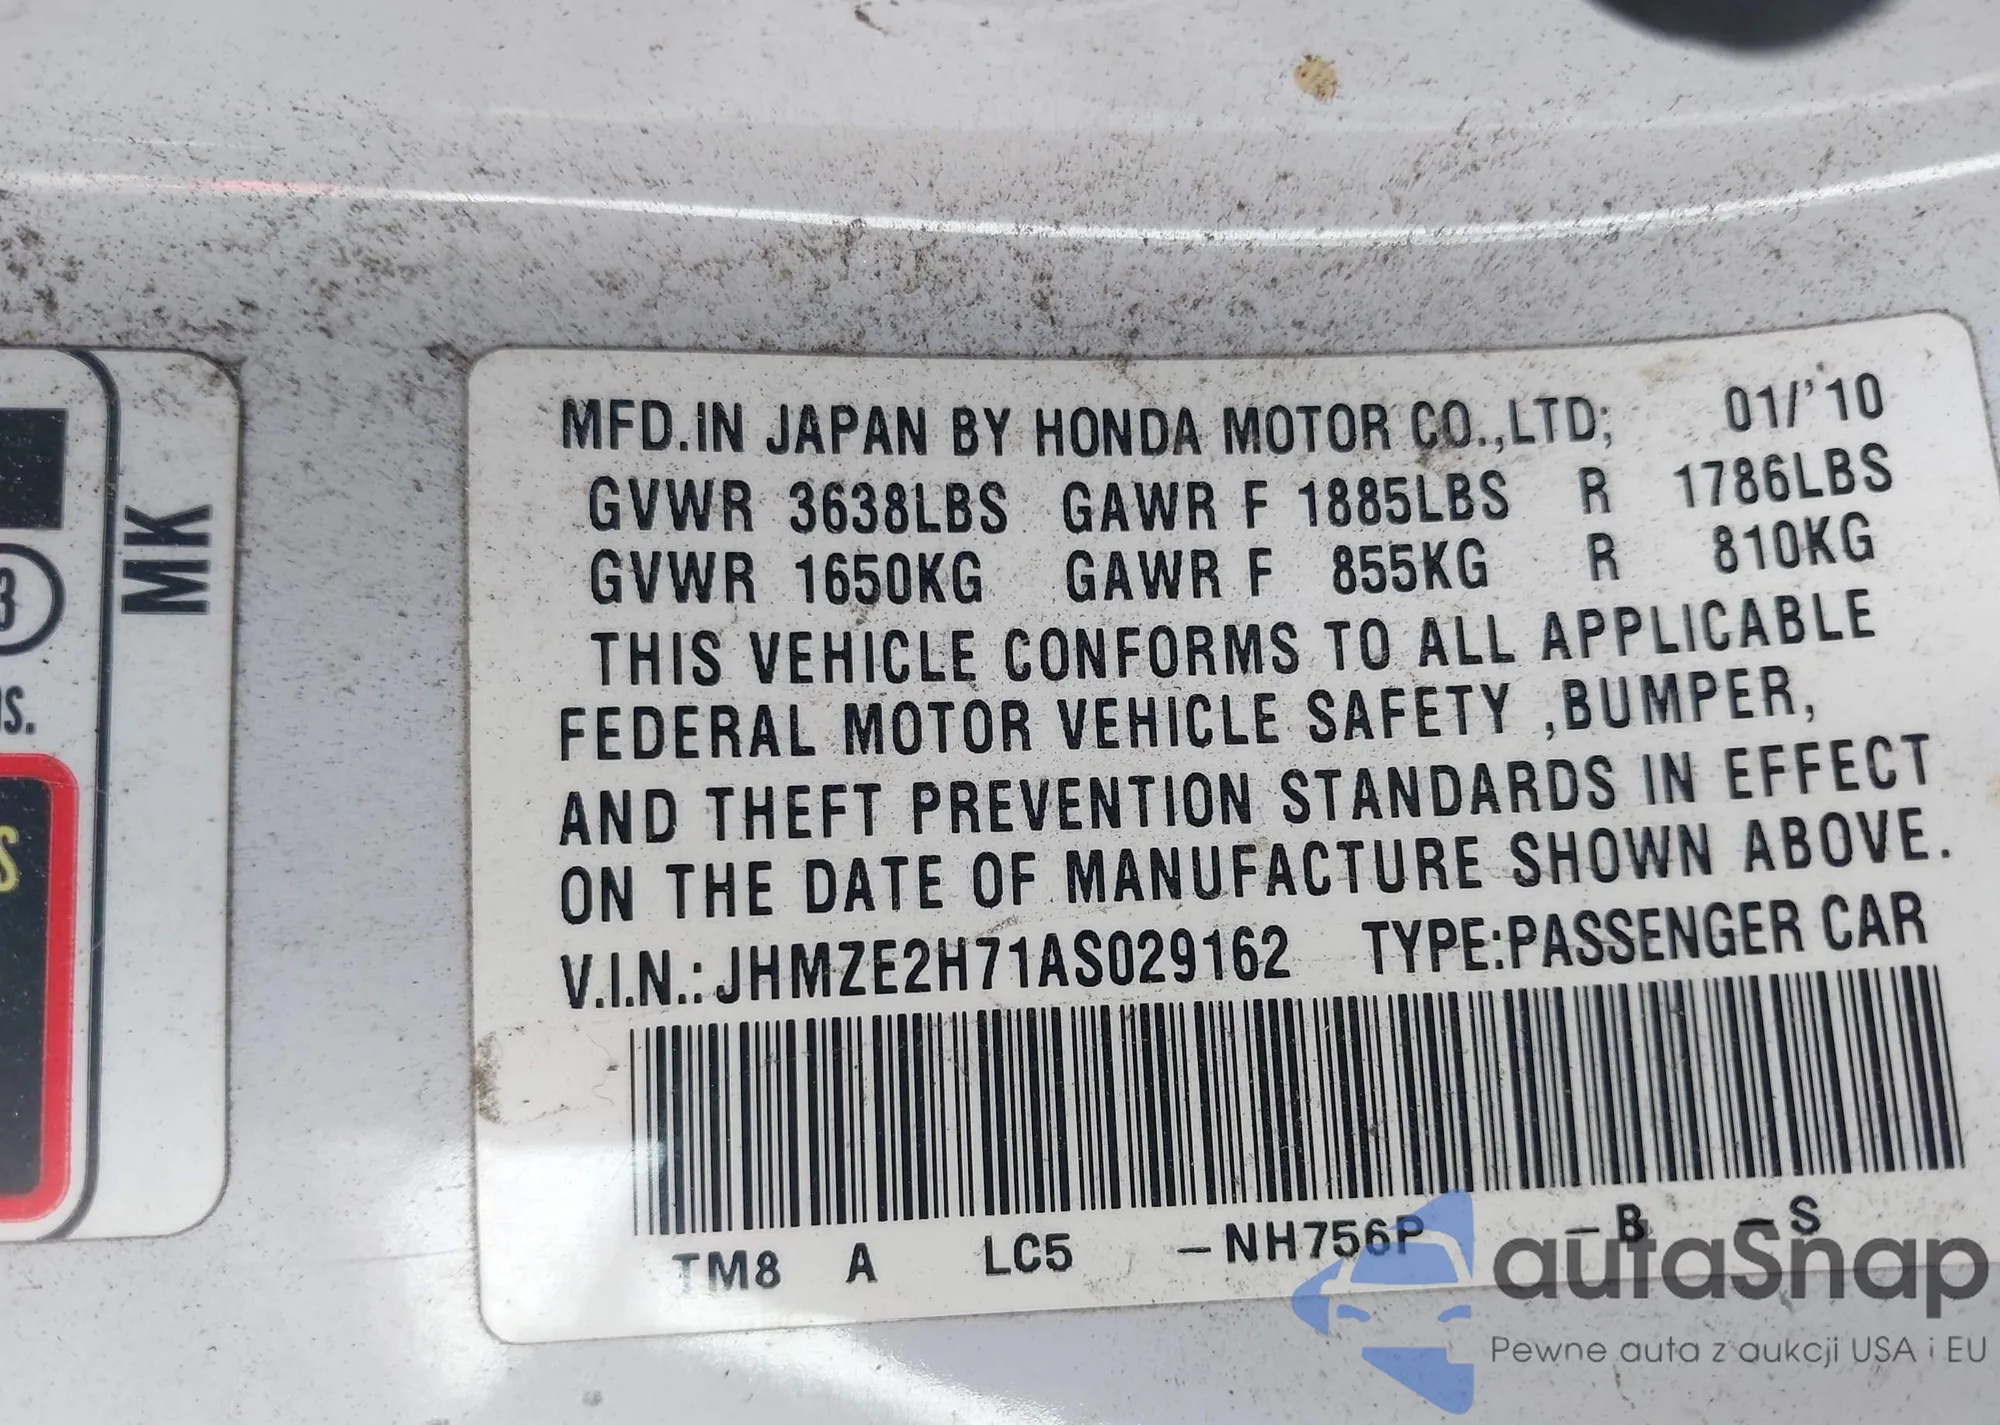 MFD.IN JAPAN BY HONDA MOTOR CO.,LTD; 01/'10
GVWR 3638LBS GAWR F 1885LBS R 1786LBS
GVWR 1650KG GAWR F 855KG R 810KG
THIS VEHICLE CONFORMS TO ALL APPLICABLE
FEDERAL MOTOR VEHICLE SAFETY ,BUMPER,
AND THEFT PREVENTION STANDARDS IN EFFECT
ON THE DATE OF MANUFACTURE SHOWN ABOVE.
V.I.N.: JHMZE2H71AS029162 TYPE:PASSENGER CAR
TM8 A LC5 -NH756P -B -S
MK
3
S
autaSnap
Pewne auta z aukcji USA i EU